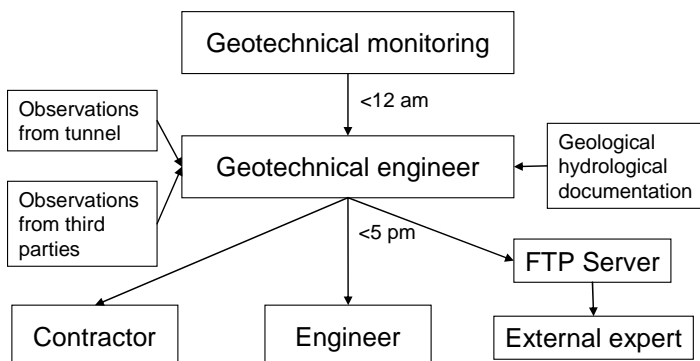 Geotechnical monitoring
<12 am
Observations
from tunnel
Geotechnical engineer
Geological
hydrological
documentation
Observations
from third
parties
<5 pm
FTP Server
Contractor
Engineer
External expert